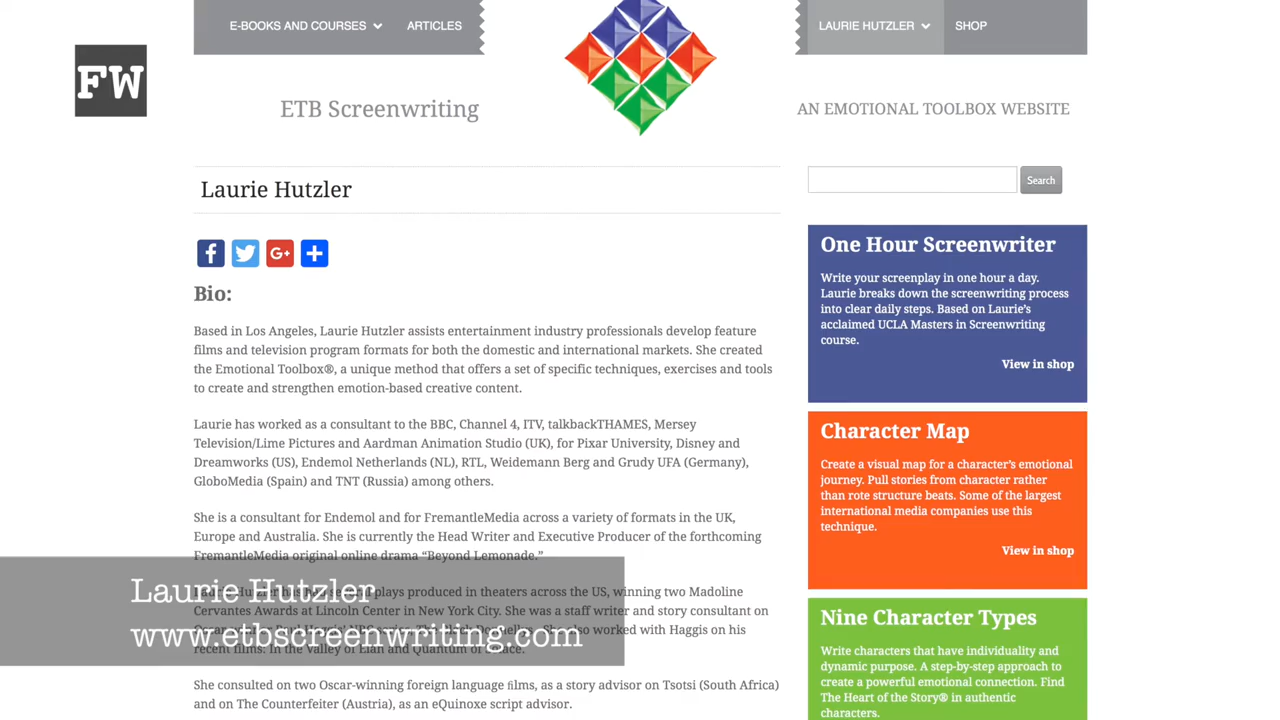 E-BOOKS AND COURSES
ARTICLES
LAURIE HUTZLER
SHOP
FW
ETB Screenwriting
AN EMOTIONAL TOOLBOX WEBSITE
Laurie Hutzler
Search
Bio:
Based in Los Angeles, Laurie Hutzler assists entertainment industry professionals develop feature
films and television program formats for both the domestic and international markets. She created
the Emotional Toolbox®, a unique method that offers a set of specific techniques, exercises and tools
to create and strengthen emotion-based creative content.
Laurie has worked as a consultant to the BBC, Channel 4, ITV, talkbackTHAMES, Mersey
Television/Lime Pictures and Aardman Animation Studio (UK), for Pixar University, Disney and
Dreamworks (US), Endemol Netherlands (NL), RTL, Weidemann Berg and Grudy UFA (Germany),
GloboMedia (Spain) and TNT (Russia) among others.
She is a consultant for Endemol and for FremantleMedia across a variety of formats in the UK,
Europe and Australia. She is currently the Head Writer and Executive Producer of the forthcoming
FremantleMedia original online drama “Beyond Lemonade.”
plays produced in theaters across the US, winning two Madoline
Cervantes Awards at Lincoln Center in New York City. She was a staff writer and story consultant on
She also worked with Haggis on his
recent films: In the Valley of Elah and Quantum of Solace.
She consulted on two Oscar-winning foreign language films, as a story advisor on Tsotsi (South Africa)
and on The Counterfeiter (Austria), as an eQuinoxe script advisor.
Laurie Hutzler
www.etbscreenwriting.com
One Hour Screenwriter
Write your screenplay in one hour a day.
Laurie breaks down the screenwriting process
into clear daily steps. Based on Laurie’s
acclaimed UCLA Masters in Screenwriting
course.
View in shop
Character Map
Create a visual map for a character’s emotional
journey. Pull stories from character rather
than rote structure beats. Some of the largest
international media companies use this
technique.
View in shop
Nine Character Types
Write characters that have individuality and
dynamic purpose. A step-by-step approach to
create a powerful emotional connection. Find
The Heart of the Story® in authentic
characters.